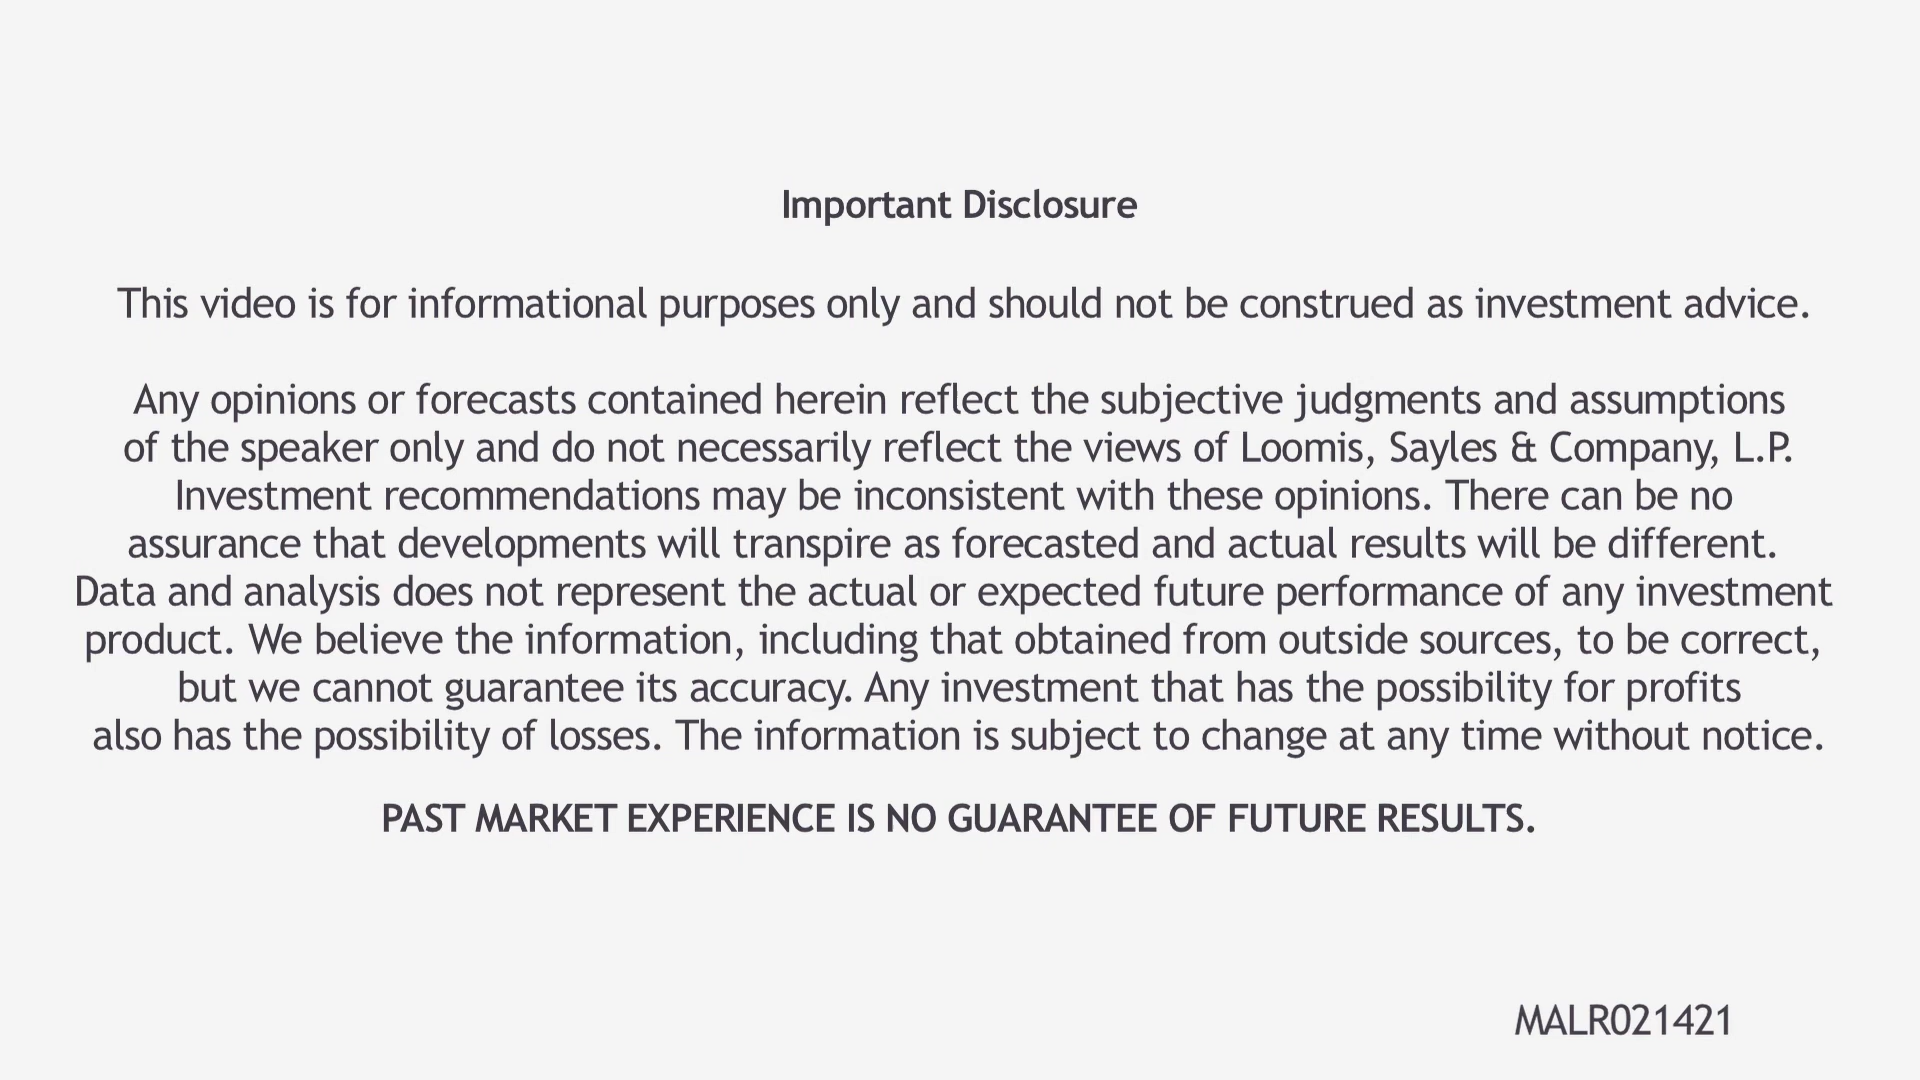 Important Disclosure
This video is for informational purposes only and should not be construed as investment advice.
Any opinions or forecasts contained herein reflect the subjective judgments and assumptions
of the speaker only and do not necessarily reflect the views of Loomis, Sayles & Company, L.P.
Investment recommendations may be inconsistent with these opinions. There can be no
assurance that developments will transpire as forecasted and actual results will be different.
Data and analysis does not represent the actual or expected future performance of any investment
product. We believe the information, including that obtained from outside sources, to be correct,
but we cannot guarantee its accuracy. Any investment that has the possibility for profits
also has the possibility of losses. The information is subject to change at any time without notice.
PAST MARKET EXPERIENCE IS NO GUARANTEE OF FUTURE RESULTS.
MALR021421